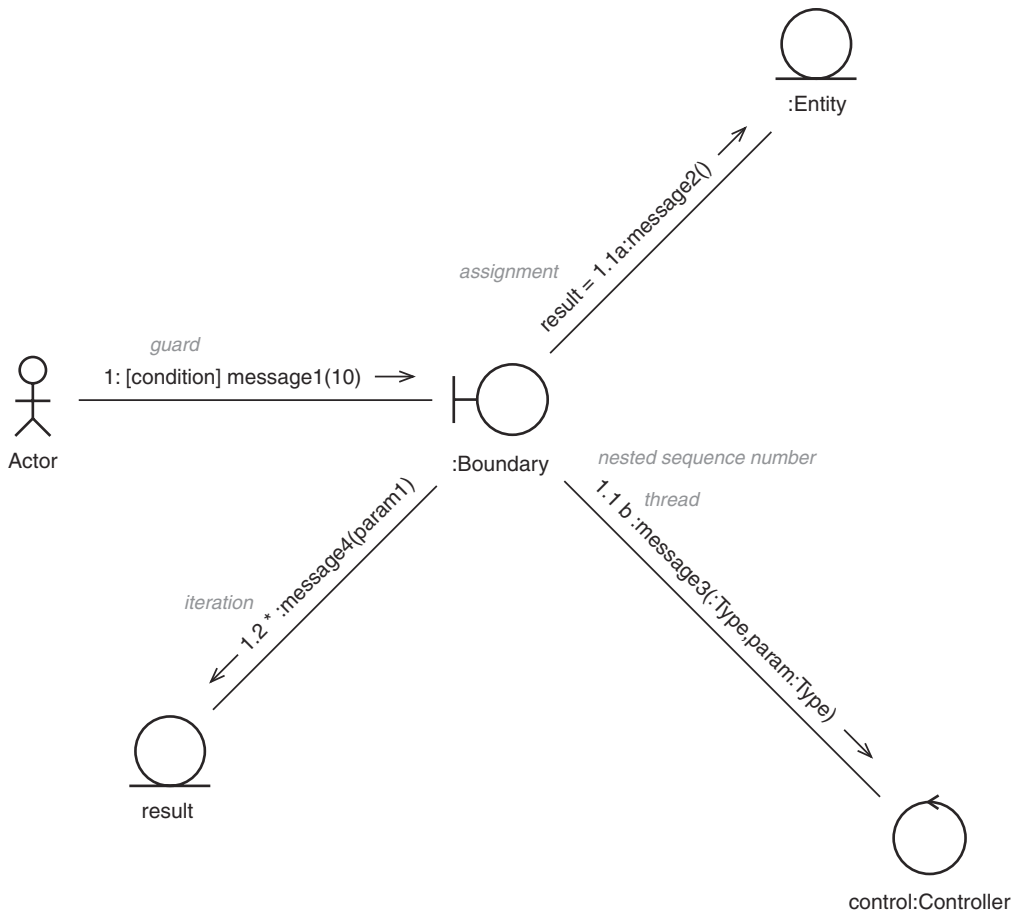 :Entity
result = 1.1a:message2()
assignment
guard
1: [condition] message1(10)
Actor
:Boundary
nested sequence number
thread
1.1 b :message3(:Type,param:Type)
iteration
1.2 * :message4(param1)
result
control:Controller